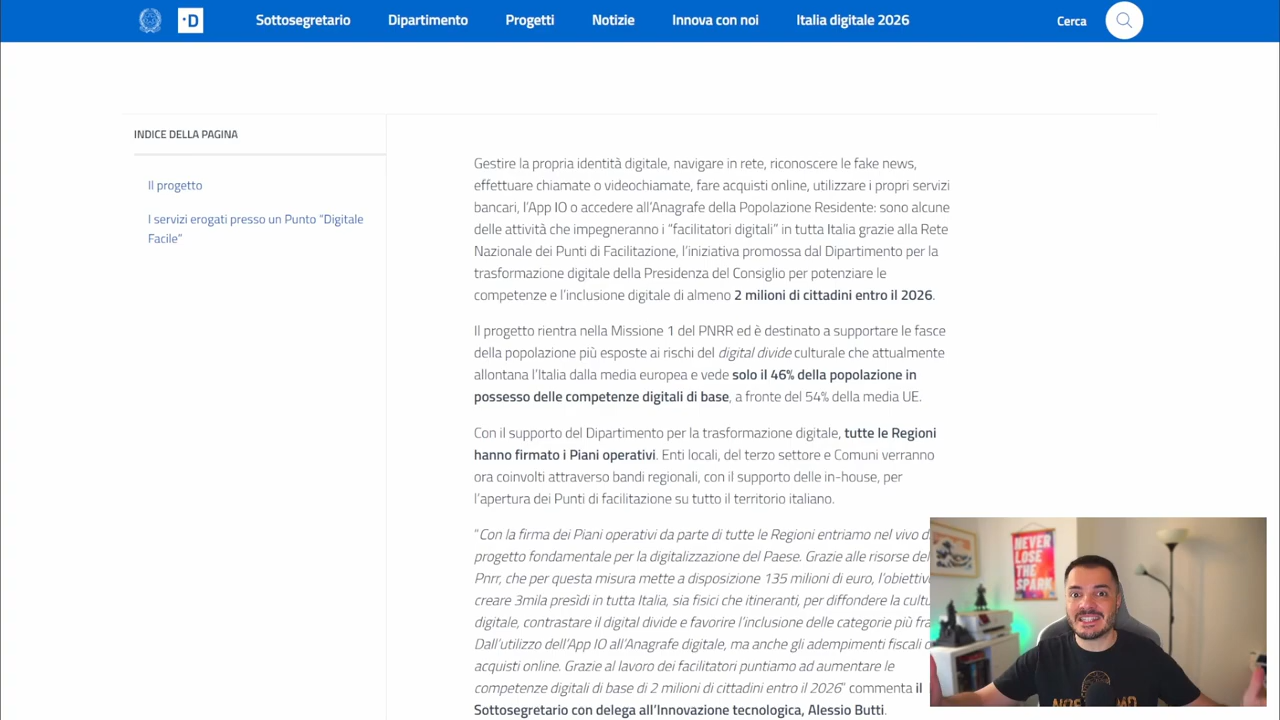 ·D
Sottosegretario
Dipartimento
Progetti
Notizie
Innova con noi
Italia digitale 2026
Cerca
INDICE DELLA PAGINA
Il progetto
I servizi erogati presso un Punto “Digitale
Facile”
Gestire la propria identità digitale, navigare in rete, riconoscere le fake news,
effettuare chiamate o videochiamate, fare acquisti online, utilizzare i propri servizi
bancari, l’App IO o accedere all’Anagrafe della Popolazione Residente: sono alcune
delle attività che impegneranno i “facilitatori digitali” in tutta Italia grazie alla Rete
Nazionale dei Punti di Facilitazione, l’iniziativa promossa dal Dipartimento per la
trasformazione digitale della Presidenza del Consiglio per potenziare le
competenze e l’inclusione digitale di almeno 2 milioni di cittadini entro il 2026.
Il progetto rientra nella Missione 1 del PNRR ed è destinato a supportare le fasce
della popolazione più esposte ai rischi del digital divide culturale che attualmente
allontana l’Italia dalla media europea e vede solo il 46% della popolazione in
possesso delle competenze digitali di base, a fronte del 54% della media UE.
Con il supporto del Dipartimento per la trasformazione digitale, tutte le Regioni
hanno firmato i Piani operativi. Enti locali, del terzo settore e Comuni verranno
ora coinvolti attraverso bandi regionali, con il supporto delle in-house, per
l’apertura dei Punti di facilitazione su tutto il territorio italiano.
“Con la firma dei Piani operativi da parte di tutte le Regioni entriamo nel vivo
progetto fondamentale per la digitalizzazione del Paese. Grazie alle risorse del
Pnrr, che per questa misura mette a disposizione 135 milioni di euro,
creare 3mila presìdi in tutta Italia, sia fisici che itineranti, per diffondere la
digitale, contrastare il digital divide e favorire l’inclusione delle categorie più
Dall’utilizzo dell’App IO all’Anagrafe digitale, ma anche gli adempimenti fiscali
acquisti online. Grazie al lavoro dei facilitatori puntiamo ad aumentare le
competenze digitali di base di 2 milioni di cittadini entro il 2026” commenta il
Sottosegretario con delega all’Innovazione tecnologica, Alessio Butti.
NEVER
LOSE
THE
SPARK